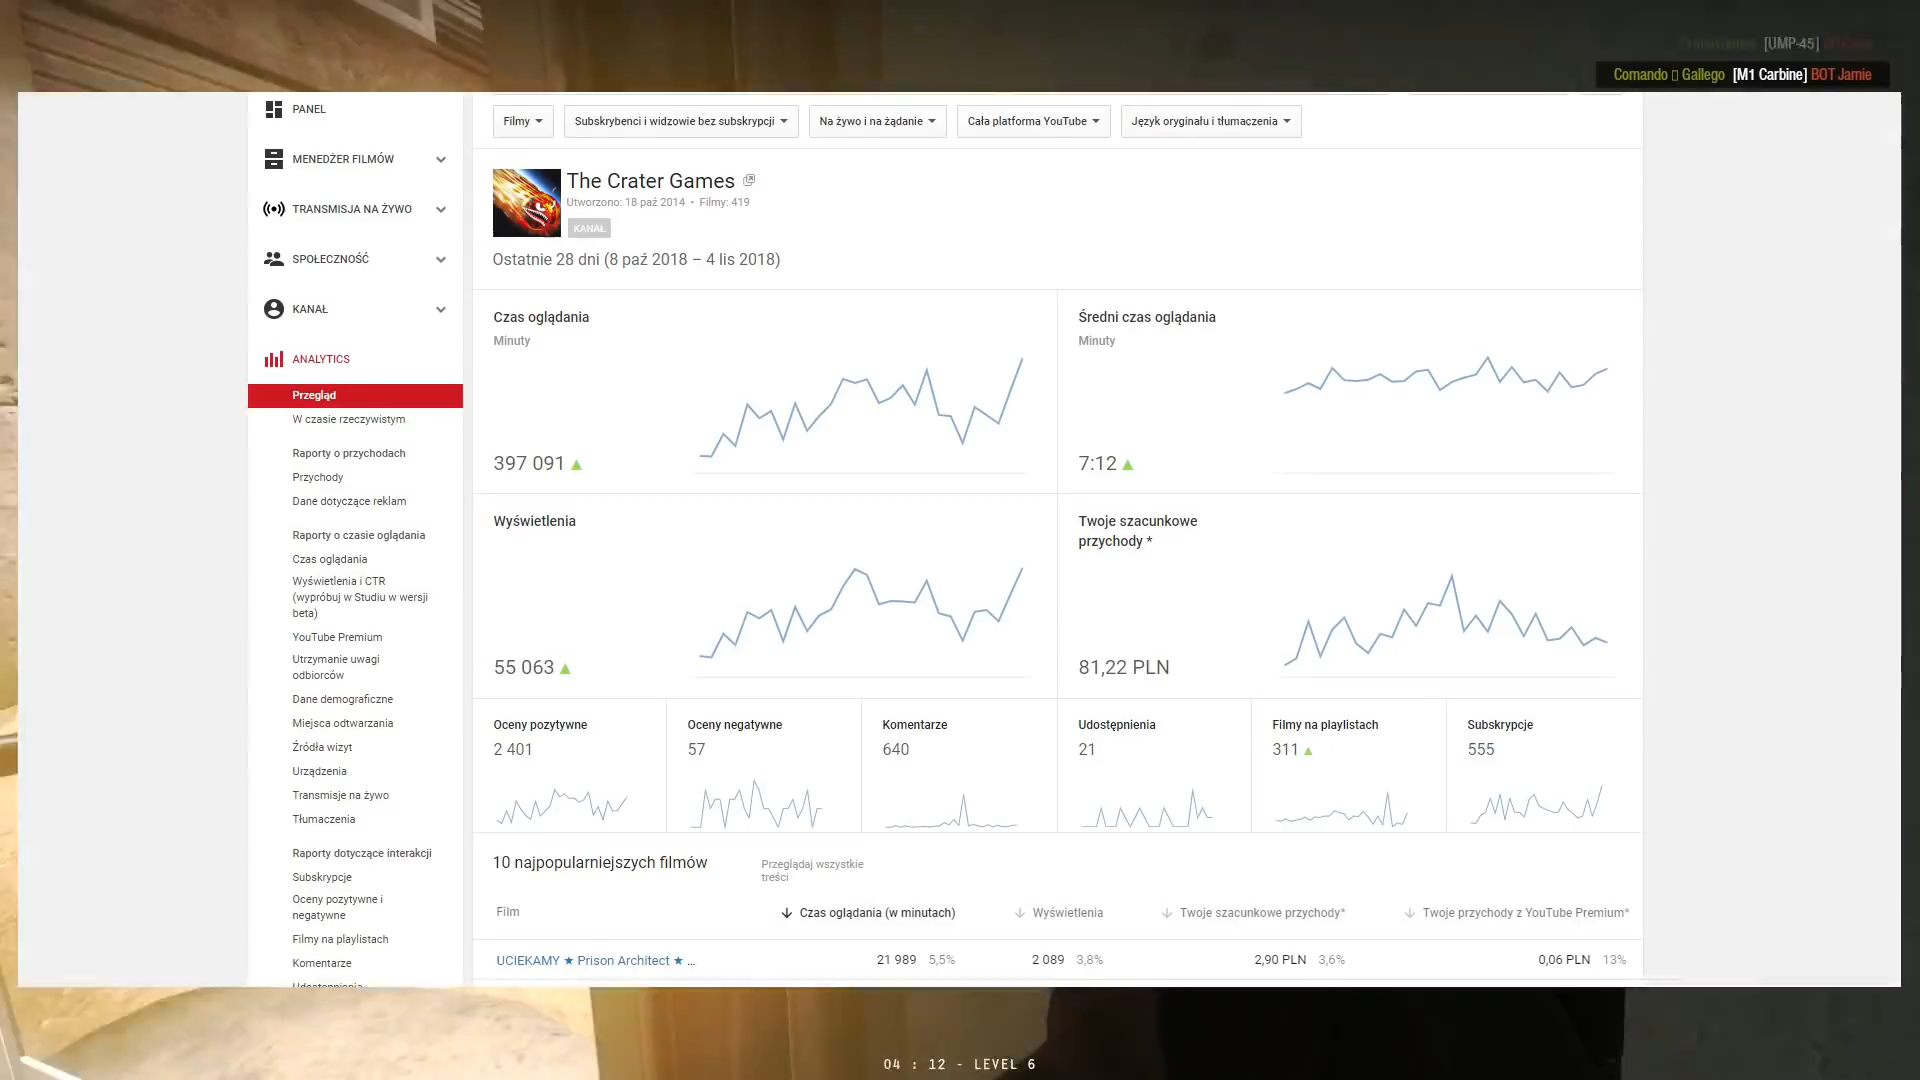 [UMP-45]
Comando ▯ Gallego [M1 Carbine] BOT Jamie
PANEL
MENEDŻER FILMÓW
TRANSMISJA NA ŻYWO
SPOŁECZNOŚĆ
KANAŁ
ANALYTICS
Przegląd
W czasie rzeczywistym
Raporty o przychodach
Przychody
Dane dotyczące reklam
Raporty o czasie oglądania
Czas oglądania
Wyświetlenia i CTR
(wypróbuj w Studiu w wersji
beta)
YouTube Premium
Utrzymanie uwagi
odbiorców
Dane demograficzne
Miejsca odtwarzania
Źródła wizyt
Urządzenia
Transmisje na żywo
Tłumaczenia
Raporty dotyczące interakcji
Subskrypcje
Oceny pozytywne i
negatywne
Filmy na playlistach
Komentarze
Filmy
Subskrybenci i widzowie bez subskrypcji
Na żywo i na żądanie
Cała platforma YouTube
Język oryginału i tłumaczenia
The Crater Games
Utworzono: 18 paź 2014 • Filmy: 419
KANAŁ
Ostatnie 28 dni (8 paź 2018 – 4 lis 2018)
Czas oglądania
Minuty
397 091
Średni czas oglądania
Minuty
7:12
Wyświetlenia
55 063
Twoje szacunkowe
przychody *
81,22 PLN
Oceny pozytywne
2 401
Oceny negatywne
57
Komentarze
640
Udostępnienia
21
Filmy na playlistach
311
Subskrypcje
555
10 najpopularniejszych filmów
Przeglądaj wszystkie
treści
Film
Czas oglądania (w minutach)
Wyświetlenia
Twoje szacunkowe przychody*
Twoje przychody z YouTube Premium*
UCIEKAMY ★ Prison Architect ★ ...
21 989 5,5%
2 089 3,8%
2,90 PLN 3,6%
0,06 PLN 13%
04 : 12 - LEVEL 6